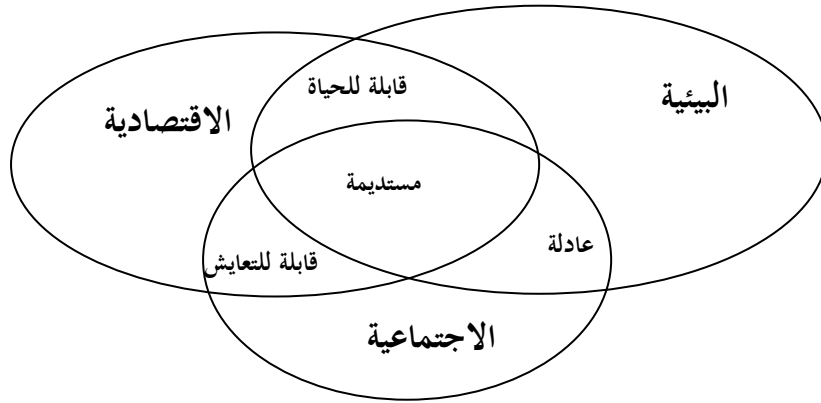 قابلة للحياة
البيئية
الاقتصادية
مستديمة
عادلة
قابلة للتعايش
الاجتماعية